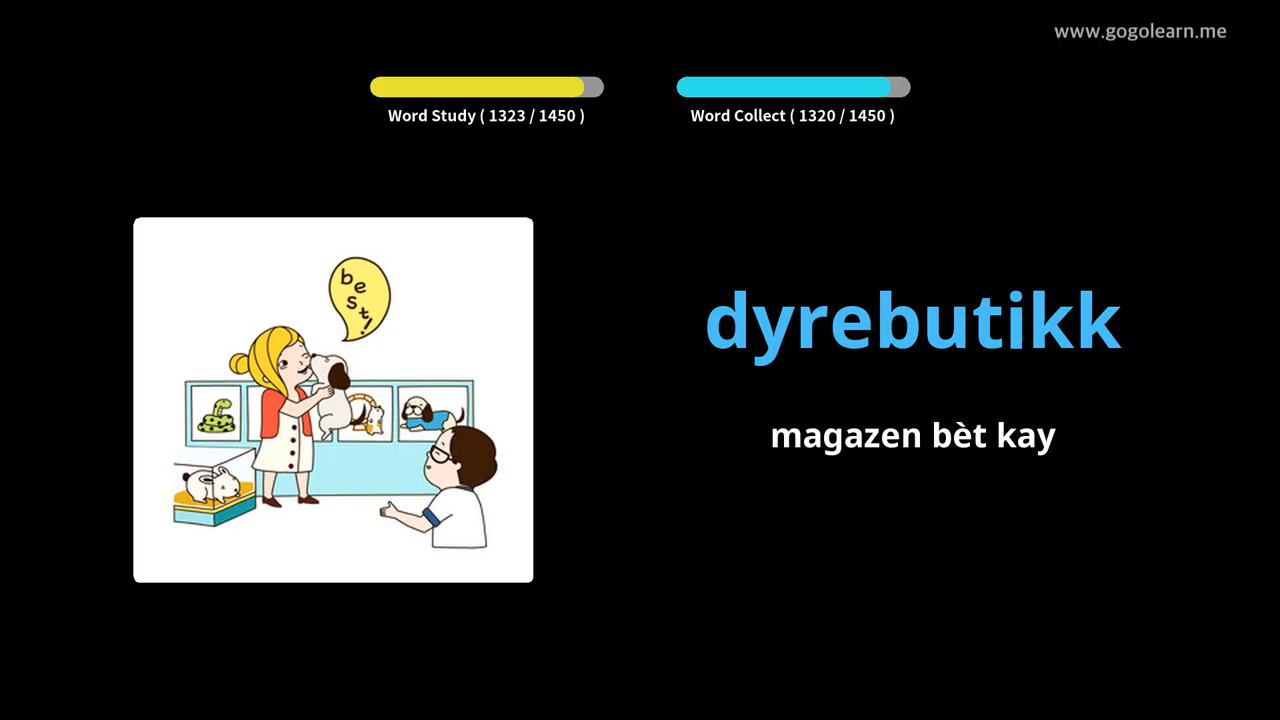 www.gogolearn.me
Word Study ( 1323 / 1450 )
Word Collect ( 1320 / 1450 )
best!
dyrebutikk
magazen bèt kay